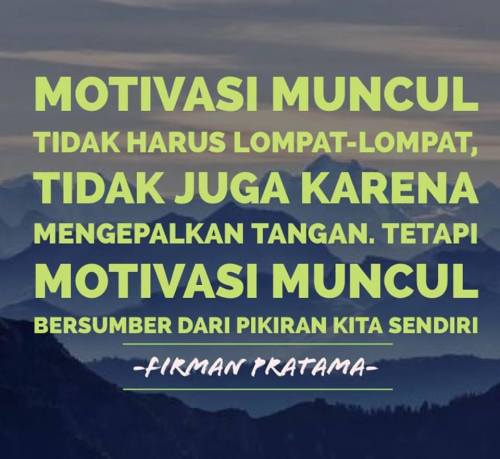 MOTIVASI MUNCUL
TIDAK HARUS LOMPAT-LOMPAT,
TIDAK JUGA KARENA
MENGEPALKAN TANGAN. TETAPI
MOTIVASI MUNCUL
BERSUMBER DARI PIKIRAN KITA SENDIRI
-FIRMAN PRATAMA-